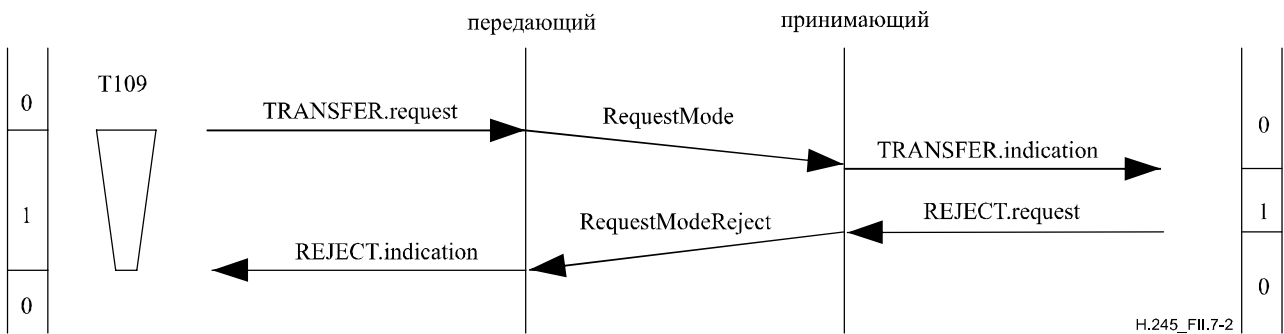 передающий
принимающий
T109
0
TRANSFER.request
RequestMode
0
TRANSFER.indication
1
RequestModeReject
REJECT.request
1
REJECT.indication
0
0
H.245_FII.7-2